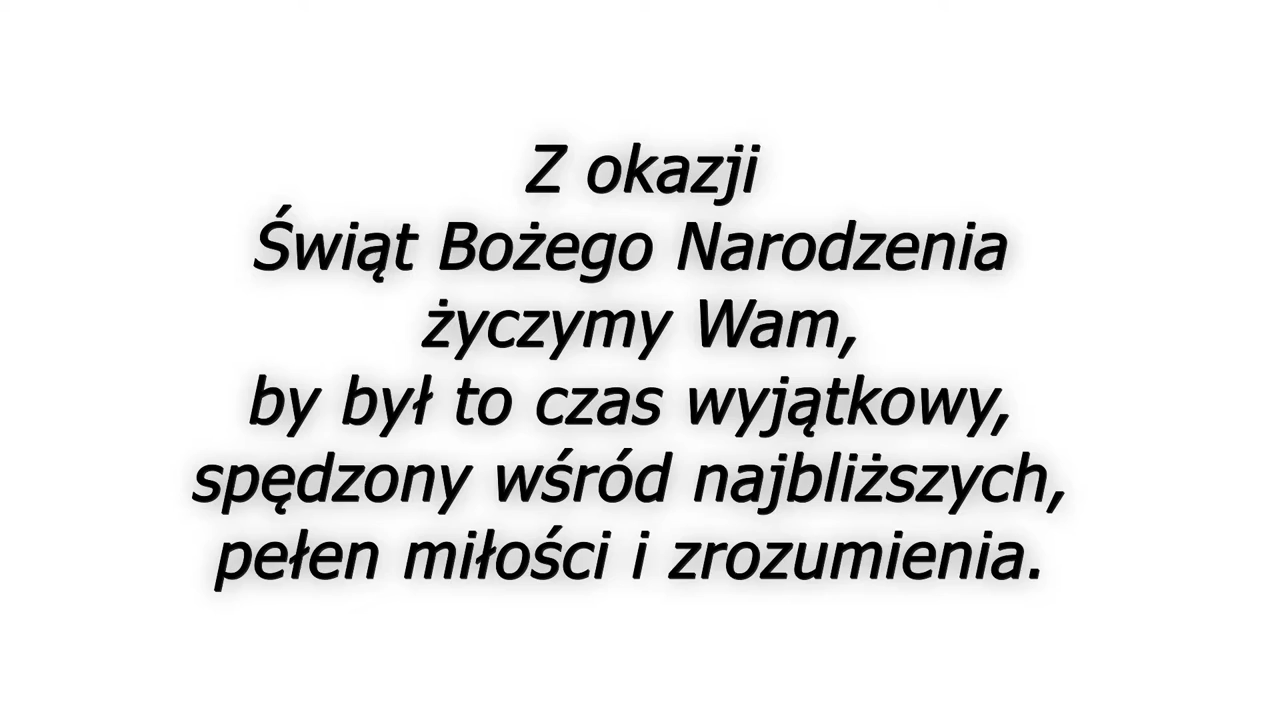 Z okazji
Świąt Bożego Narodzenia
życzymy Wam,
by był to czas wyjątkowy,
spędzony wśród najbliższych,
pełen miłości i zrozumienia.